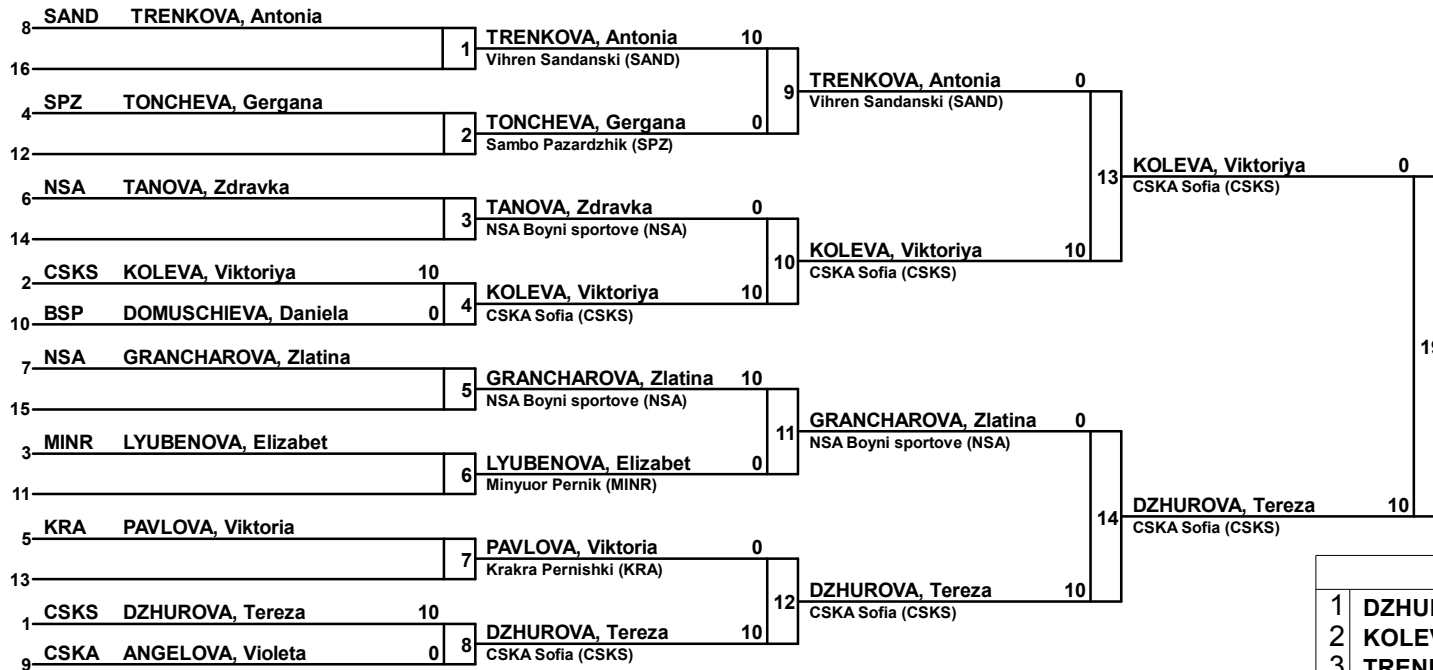 8 SAND TRENKOVA, Antonia
1 TRENKOVA, Antonia 10
Vihren Sandanski (SAND)
16
9 TRENKOVA, Antonia 0
Vihren Sandanski (SAND)
4 SPZ TONCHEVA, Gergana
2 TONCHEVA, Gergana 0
Sambo Pazardzhik (SPZ)
12
13 KOLEVA, Viktoriya 0
CSKA Sofia (CSKS)
6 NSA TANOVA, Zdravka
3 TANOVA, Zdravka 0
NSA Boyni sportove (NSA)
14
10 KOLEVA, Viktoriya 10
CSKA Sofia (CSKS)
2 CSKS KOLEVA, Viktoriya 10
4 KOLEVA, Viktoriya 10
CSKA Sofia (CSKS)
10 BSP DOMUSCHIEVA, Daniela 0
7 NSA GRANCHAROVA, Zlatina
5 GRANCHAROVA, Zlatina 10
NSA Boyni sportove (NSA)
15
11 GRANCHAROVA, Zlatina 0
NSA Boyni sportove (NSA)
3 MINR LYUBENOVA, Elizabet
6 LYUBENOVA, Elizabet 0
Minyuor Pernik (MINR)
11
14 DZHUROVA, Tereza 10
CSKA Sofia (CSKS)
5 KRA PAVLOVA, Viktoria
7 PAVLOVA, Viktoria 0
Krakra Pernishki (KRA)
13
12 DZHUROVA, Tereza 10
CSKA Sofia (CSKS)
1 CSKS DZHUROVA, Tereza 10
8 DZHUROVA, Tereza 10
CSKA Sofia (CSKS)
9 CSKA ANGELOVA, Violeta 0
1
2
3